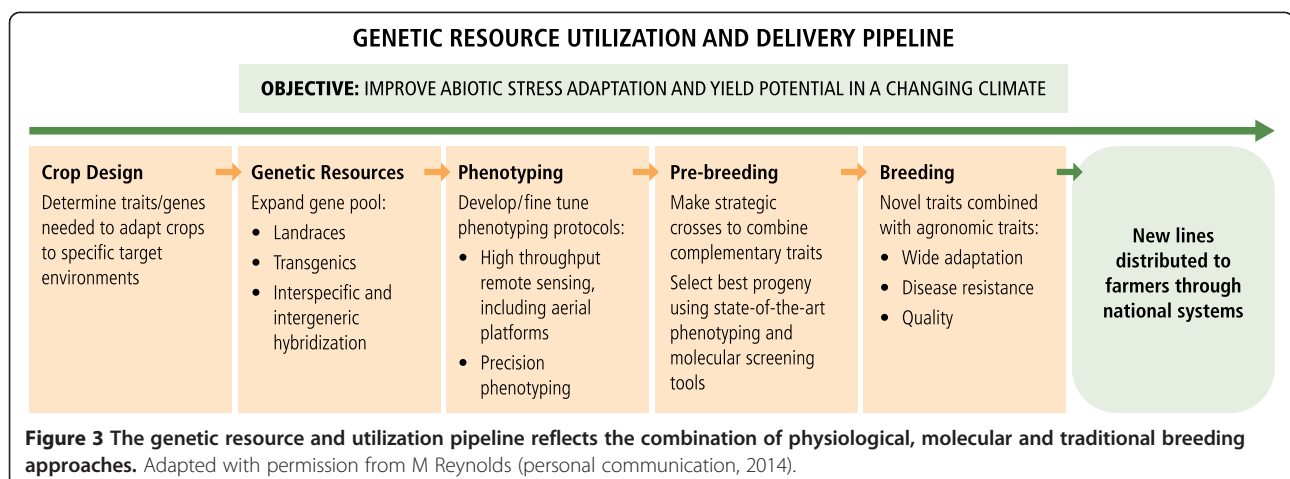 GENETIC RESOURCE UTILIZATION AND DELIVERY PIPELINE
OBJECTIVE: IMPROVE ABIOTIC STRESS ADAPTATION AND YIELD POTENTIAL IN A CHANGING CLIMATE
Crop Design
Determine traits/genes
needed to adapt crops
to specific target
environments
Genetic Resources
Expand gene pool:
• Landraces
• Transgenics
• Interspecific and
intergeneric
hybridization
Phenotyping
Develop/fine tune
phenotyping protocols:
• High throughput
remote sensing,
including aerial
platforms
• Precision
phenotyping
Pre-breeding
Make strategic
crosses to combine
complementary traits
Select best progeny
using state-of-the-art
phenotyping and
molecular screening
tools
Breeding
Novel traits combined
with agronomic traits:
• Wide adaptation
• Disease resistance
• Quality
New lines
distributed to
farmers through
national systems
Figure 3 The genetic resource and utilization pipeline reflects the combination of physiological, molecular and traditional breeding
approaches. Adapted with permission from M Reynolds (personal communication, 2014).